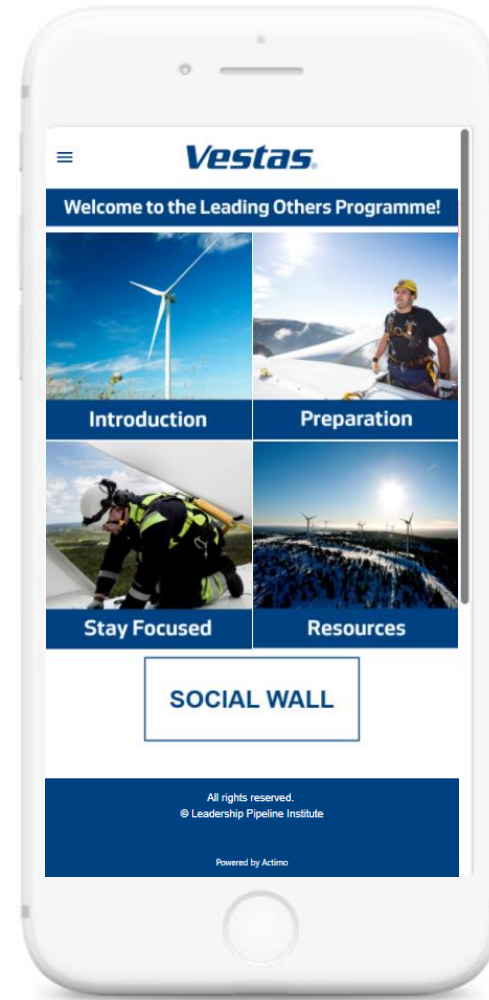 Vestas
Welcome to the Leading Others Programme!
Introduction
Preparation
Stay Focused
Resources
SOCIAL WALL
All rights reserved.
© Leadership Pipeline Institute
Powered by Actimo